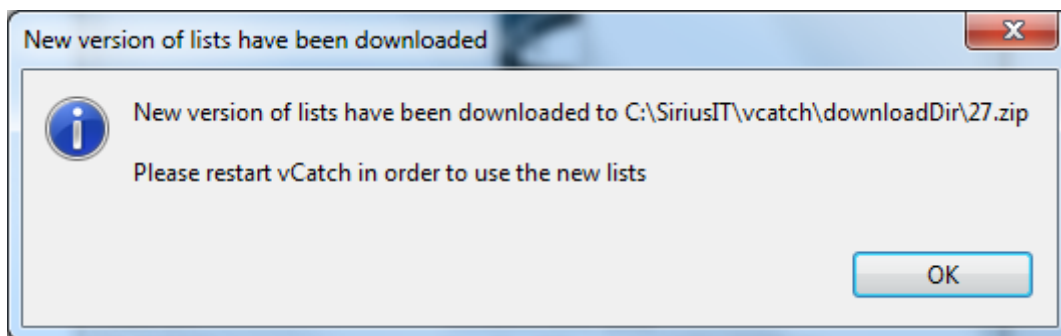 New version of lists have been downloaded
New version of lists have been downloaded to C:\SiriusIT\vcatch\downloadDir\27.zip
Please restart vCatch in order to use the new lists
OK